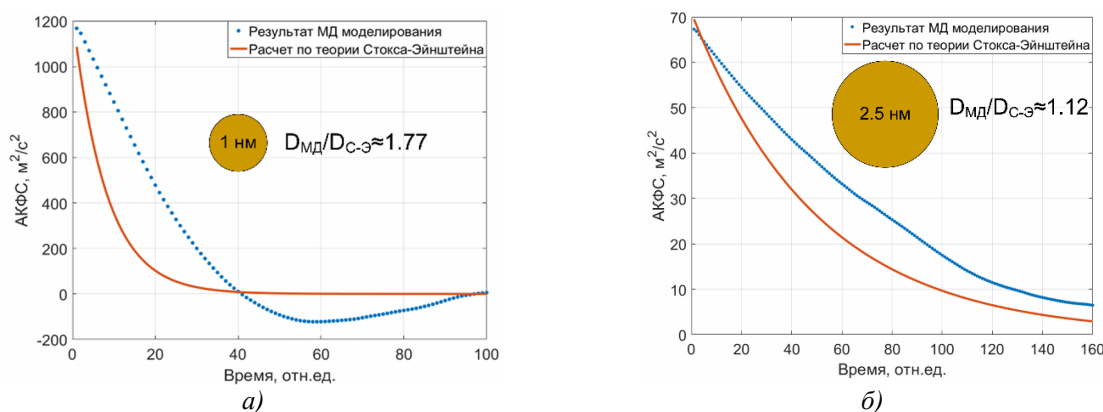 1200
1000
800
600
400
200
0
-200
АКФС, м²/с²
0 20 40 60 80 100
Время, отн.ед.
Результат МД моделирования
Расчет по теории Стокса-Эйнштейна
1 нм
DМД/DС-Э≈1.77
а)
70
60
50
40
30
20
10
0
АКФС, м²/с²
0 20 40 60 80 100 120 140 160
Время, отн.ед.
Результат МД моделирования
Расчет по теории Стокса-Эйнштейна
2.5 нм
DМД/DС-Э≈1.12
б)